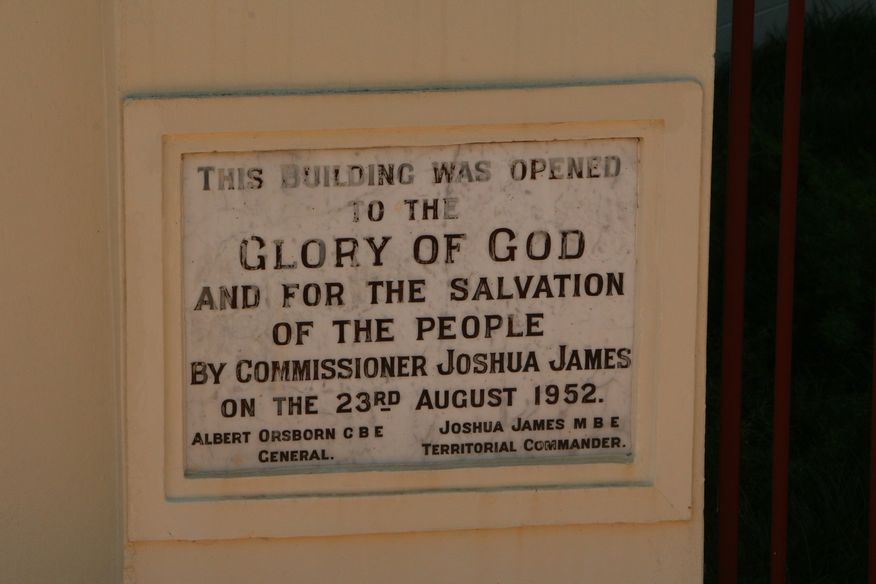 THIS BUILDING WAS OPENED
TO THE
GLORY OF GOD
AND FOR THE SALVATION
OF THE PEOPLE
BY COMMISSIONER JOSHUA JAMES
ON THE 23RD AUGUST 1952.
ALBERT ORSBORN C B E
GENERAL.
JOSHUA JAMES M B E
TERRITORIAL COMMANDER.